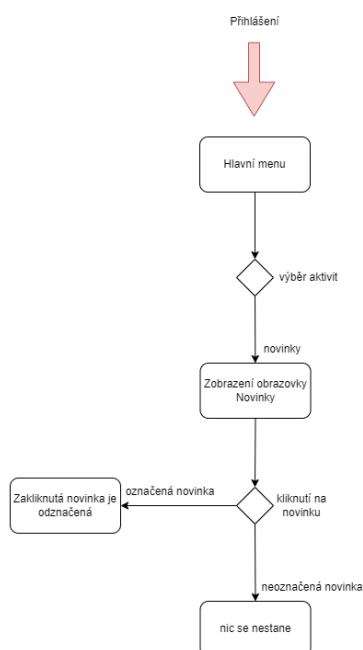 Přihlášení
Hlavní menu
výběr aktivit
novinky
Zobrazení obrazovky
Novinky
označená novinka
Zakliknutá novinka je
odznačená
kliknutí na
novinku
neoznačená novinka
nic se nestane